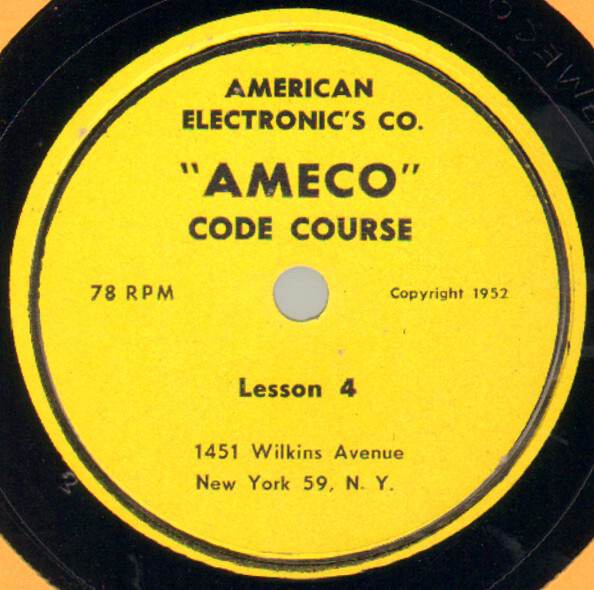 AMERICAN
ELECTRONIC'S CO.
"AMECO"
CODE COURSE
78 RPM
Copyright 1952
Lesson 4
1451 Wilkins Avenue
New York 59, N. Y.